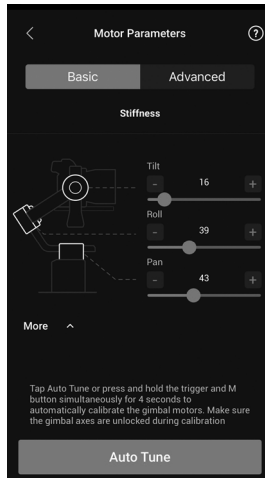 Motor Parameters
?
Basic
Advanced
Stiffness
Tilt
- 16 +
Roll
- 39 +
Pan
- 43 +
More
Tap Auto Tune or press and hold the trigger and M
button simultaneously for 4 seconds to
automatically calibrate the gimbal motors. Make sure
the gimbal axes are unlocked during calibration
Auto Tune